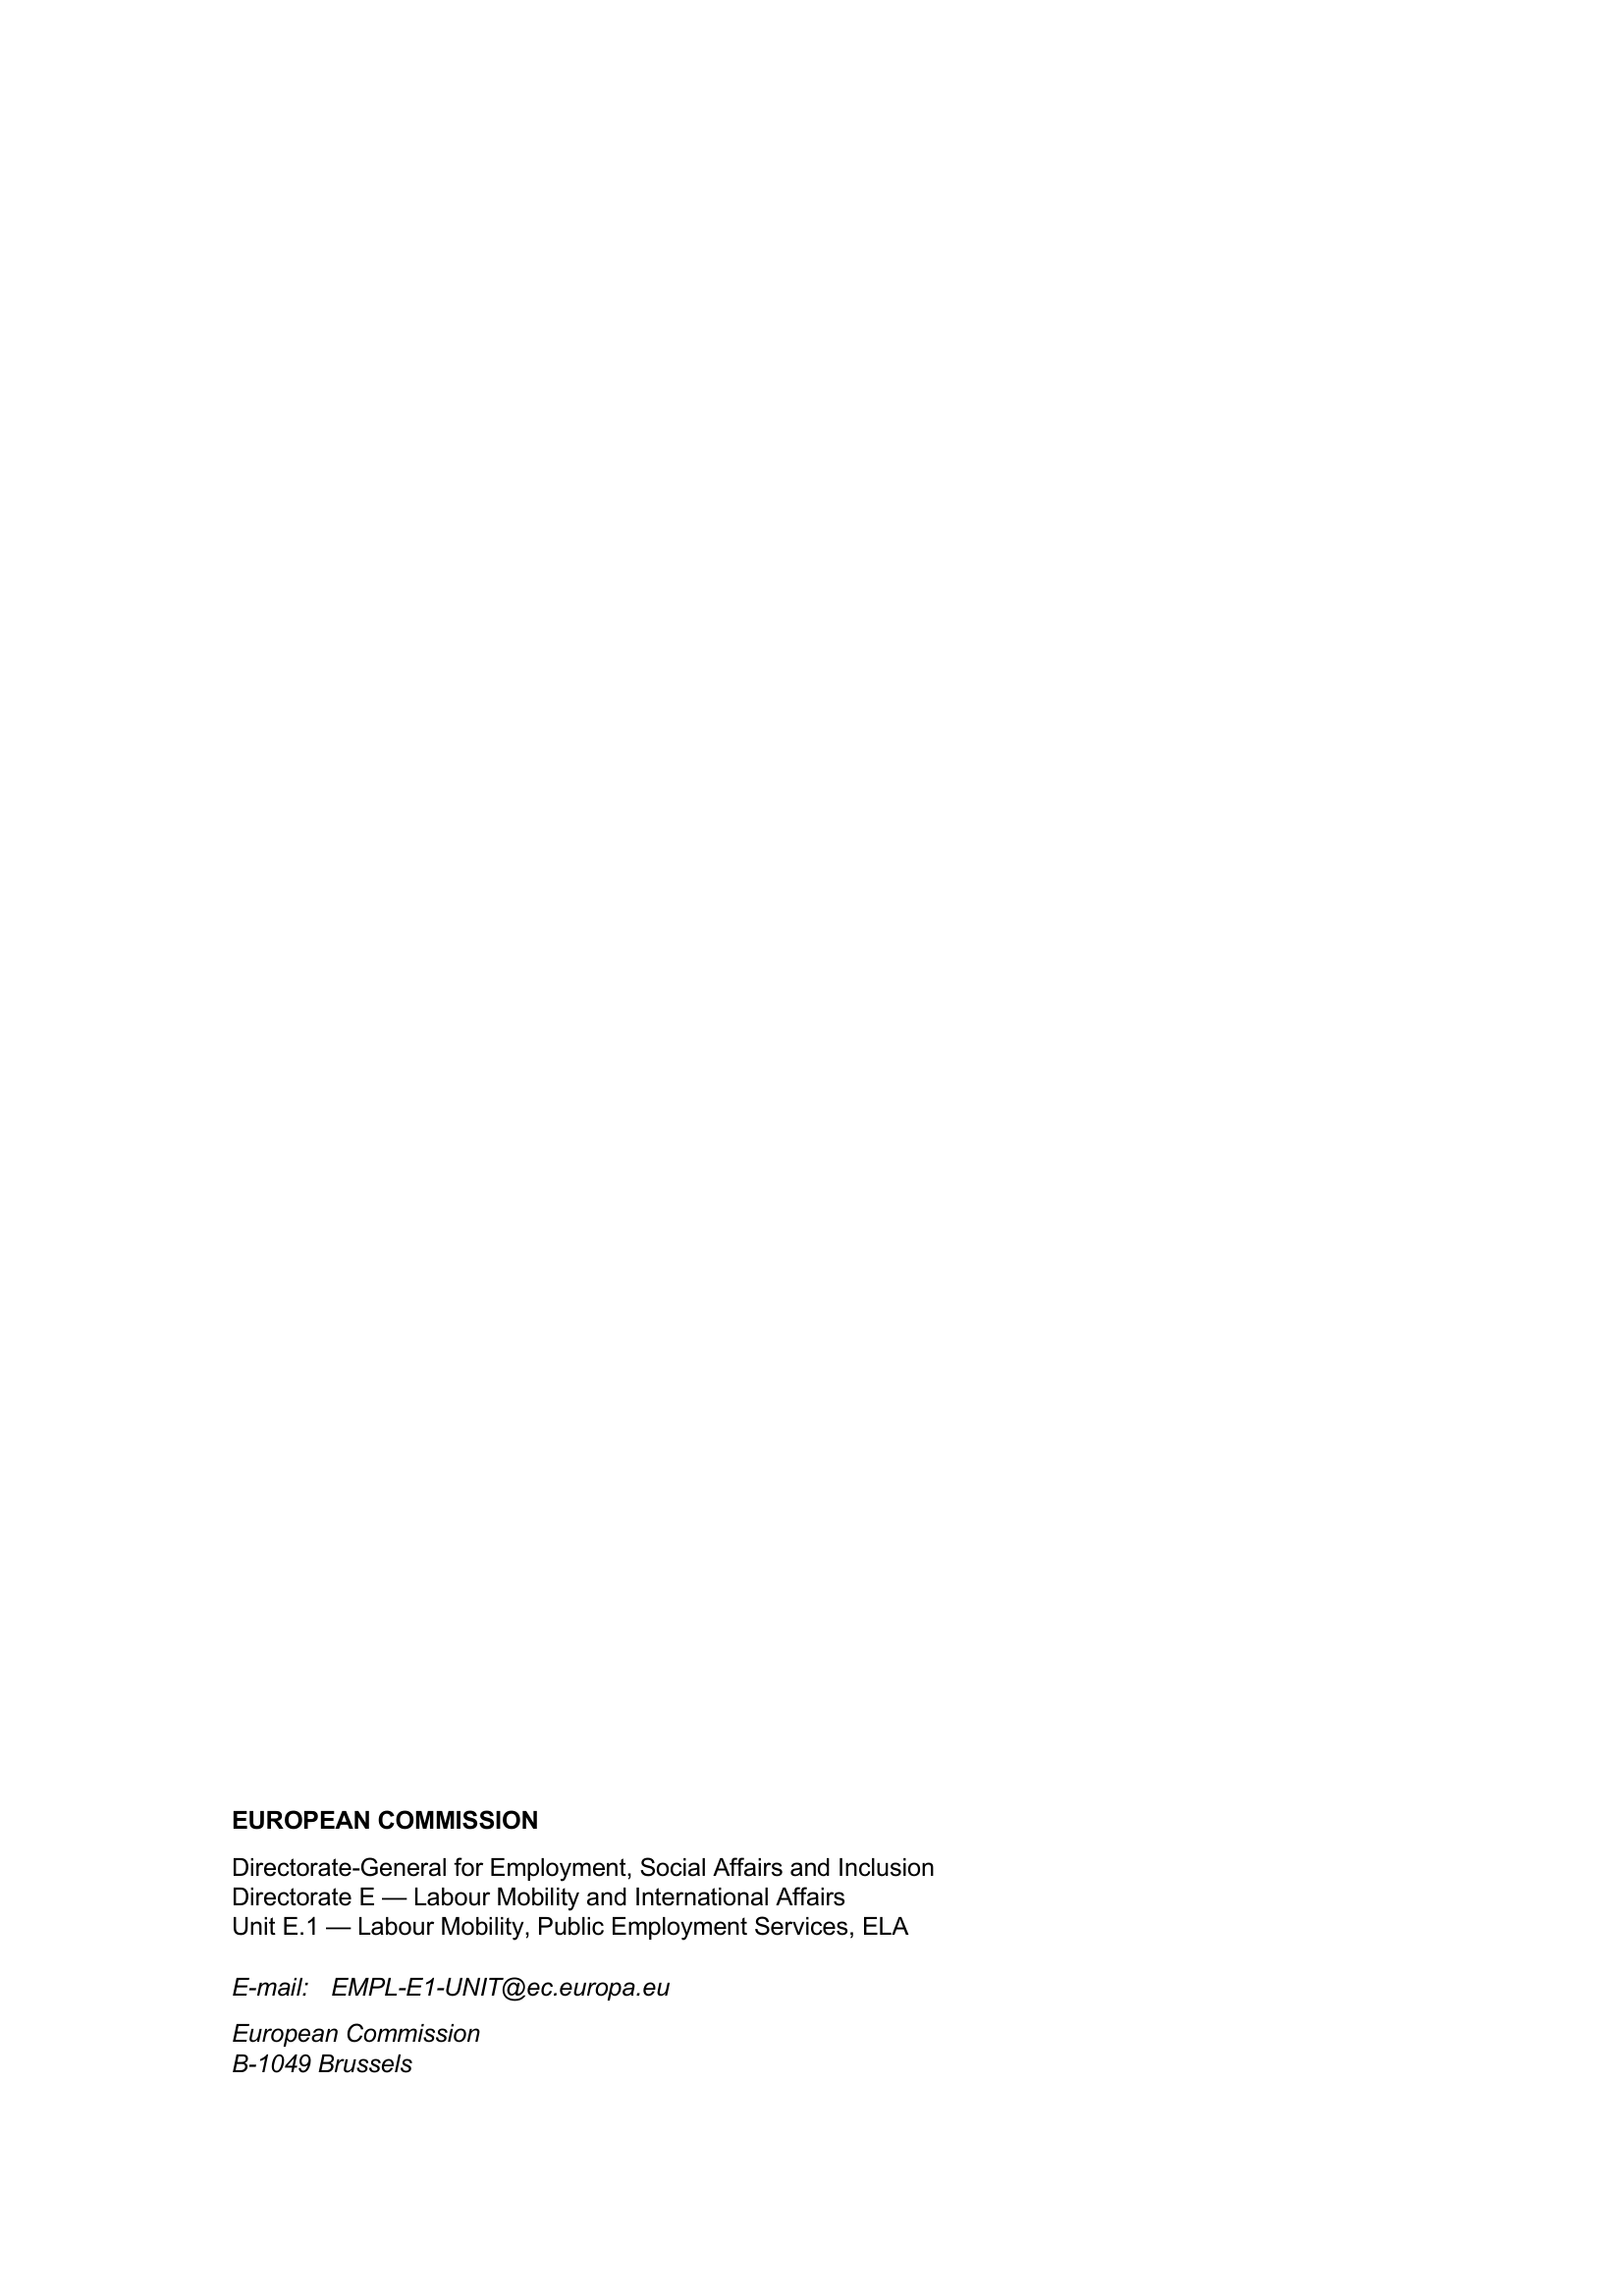 EUROPEAN COMMISSION
Directorate-General for Employment, Social Affairs and Inclusion
Directorate E — Labour Mobility and International Affairs
Unit E.1 — Labour Mobility, Public Employment Services, ELA
E-mail: EMPL-E1-UNIT@ec.europa.eu
European Commission
B-1049 Brussels